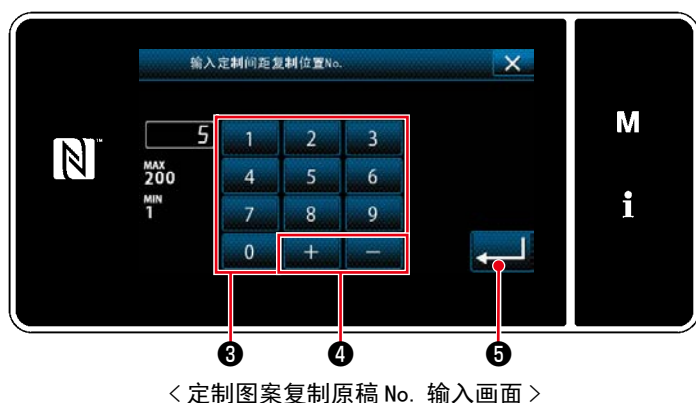 输入定制间距复制位置No.
5
1 2 3
MAX
200
4 5 6
MIN
1
7 8 9
0 + −
M
i
N™
❸ ❹ ❺
<定制图案复制原稿 No. 输入画面>